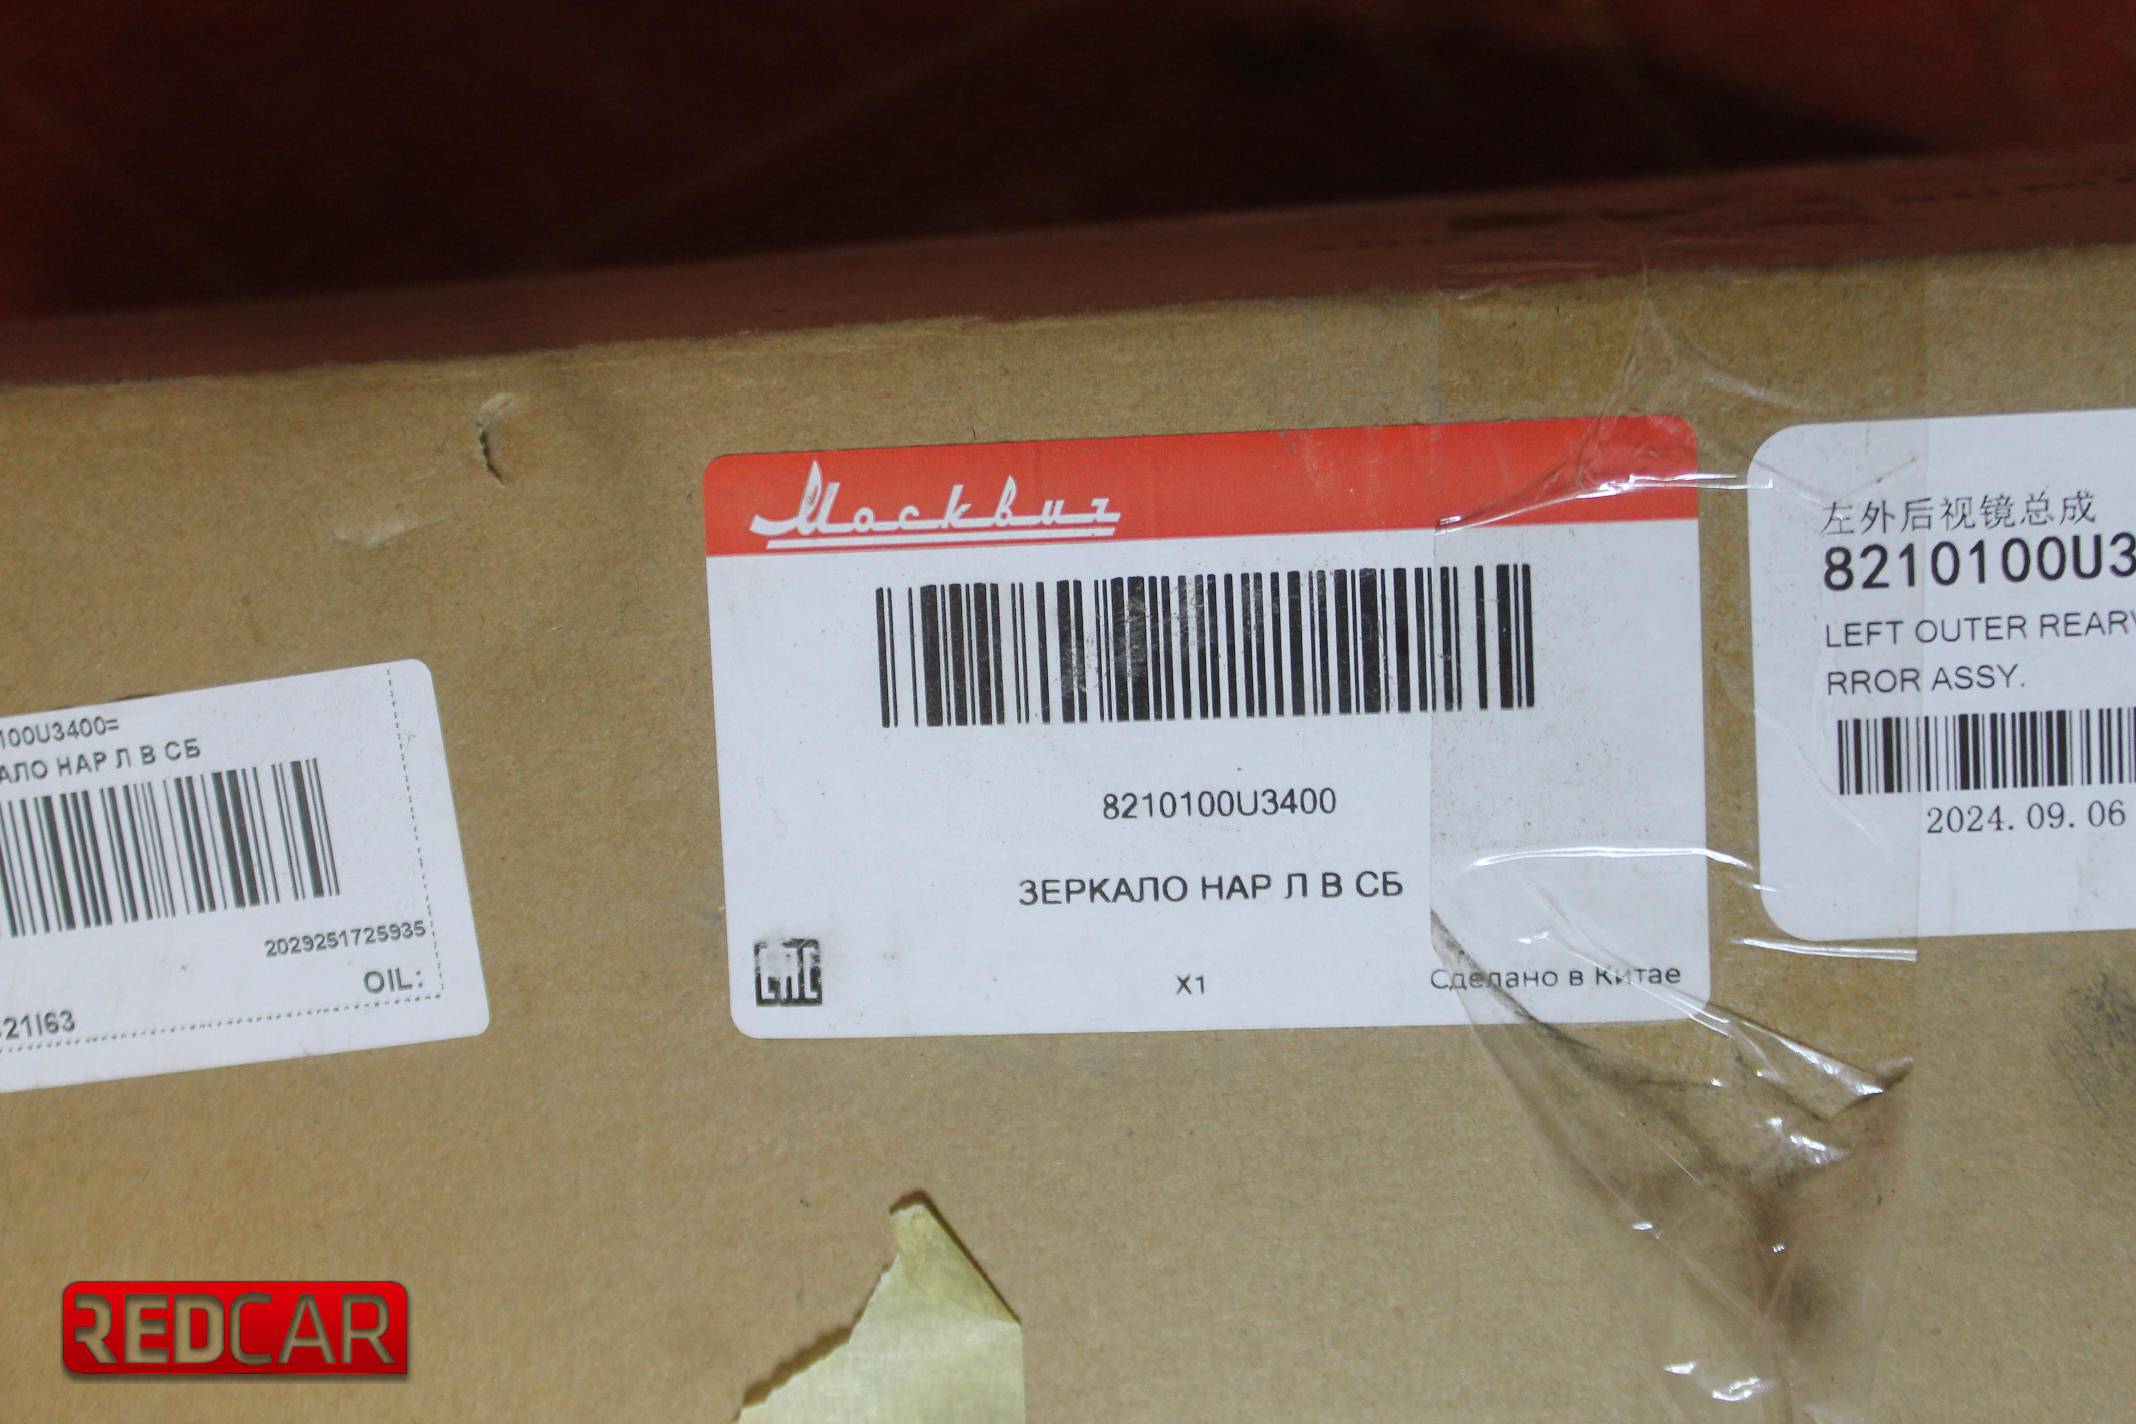 100U3400=
АЛО НАР Л В СБ
2029251725935
OIL:
21I63
Москвич
8210100U3400
ЗЕРКАЛО НАР Л В СБ
EAC
X1
Сделано в Китае
左外后视镜总成
8210100U3
LEFT OUTER REARV
RROR ASSY.
2024.09.06
REDCAR